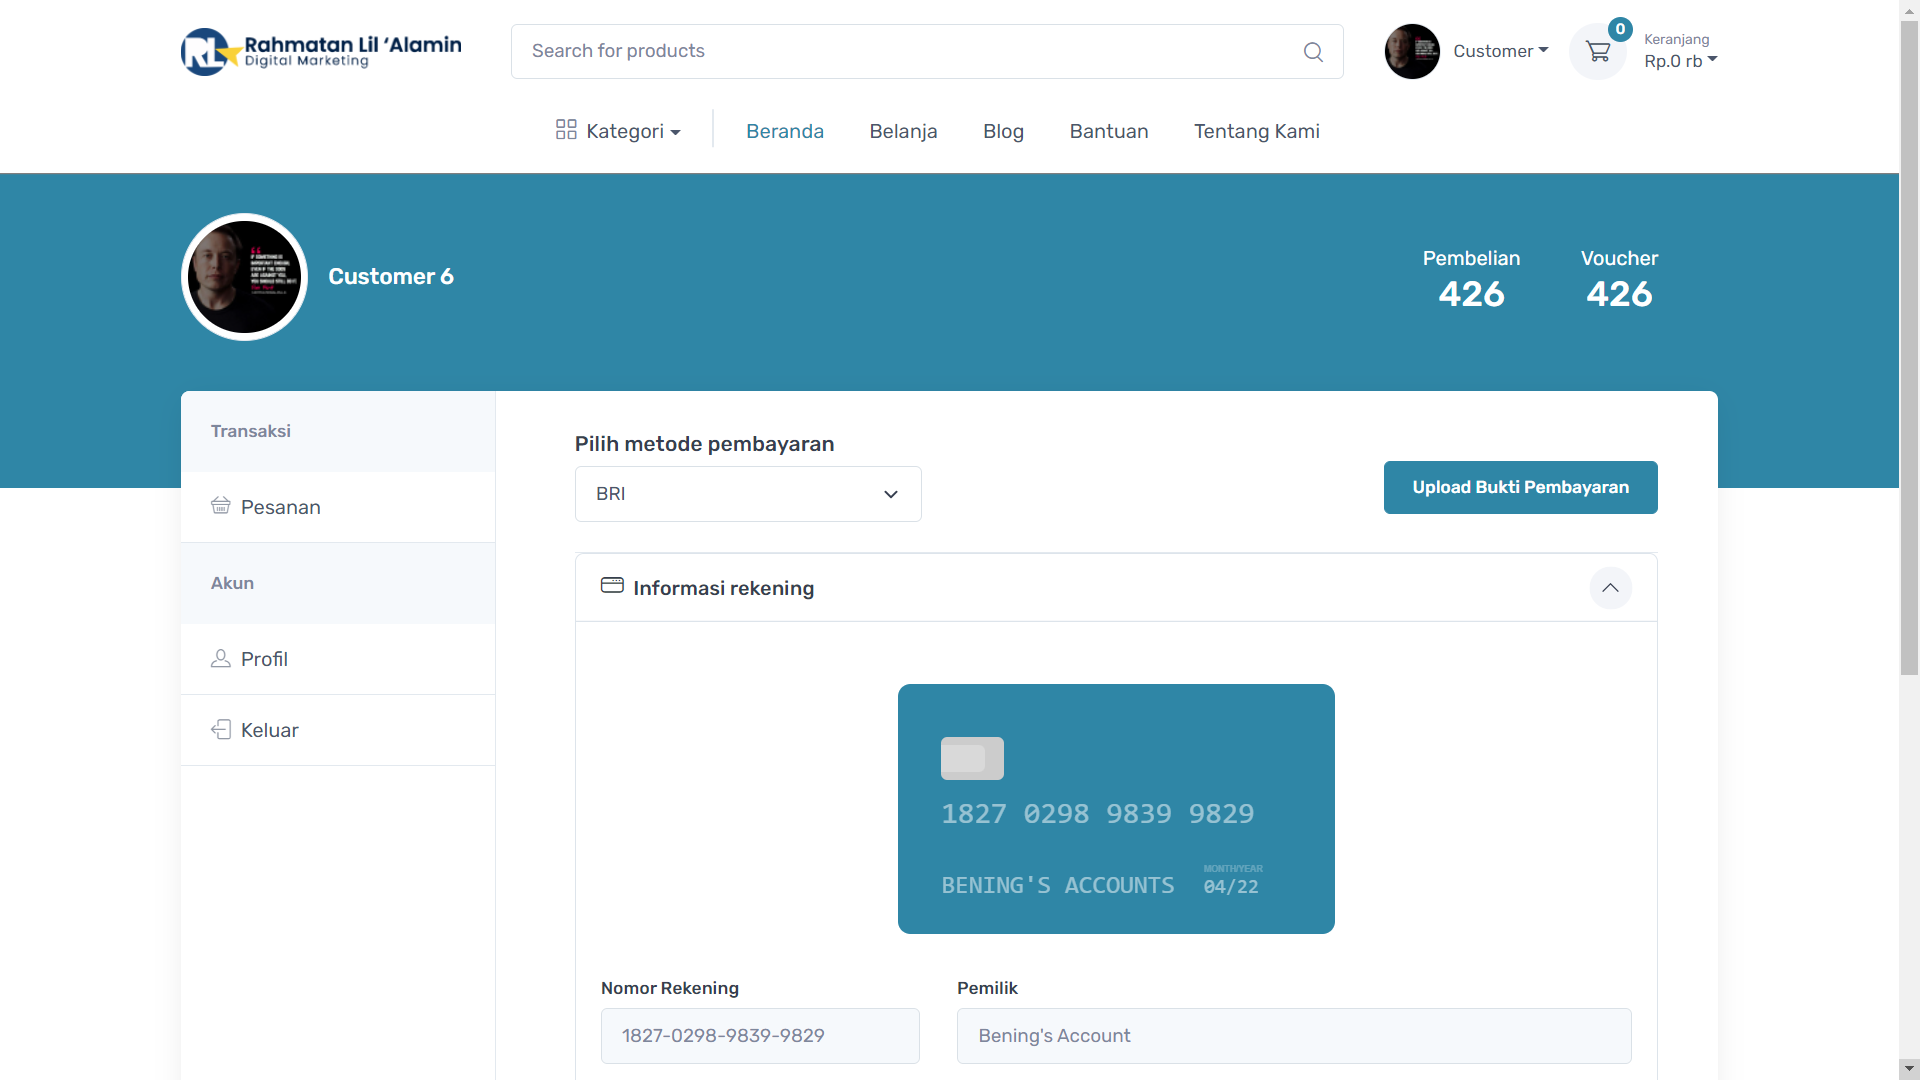 Rahmatan Lil ‘Alamin
Digital Marketing
Search for products
Customer
0
Keranjang
Rp.0 rb
Kategori
Beranda
Belanja
Blog
Bantuan
Tentang Kami
Customer 6
Pembelian
426
Voucher
426
Transaksi
Pesanan
Akun
Profil
Keluar
Pilih metode pembayaran
BRI
Upload Bukti Pembayaran
Informasi rekening
1827 0298 9839 9829
BENING'S ACCOUNTS
MONTH/YEAR
04/22
Nomor Rekening
1827-0298-9839-9829
Pemilik
Bening's Account